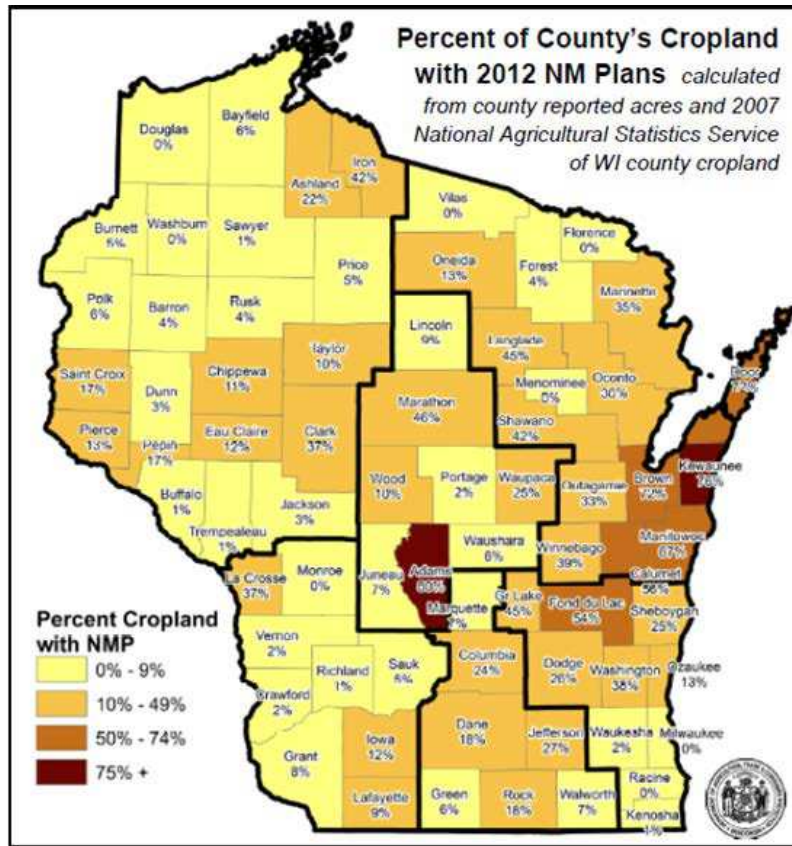 Percent of County's Cropland
with 2012 NM Plans calculated
from county reported acres and 2007
National Agricultural Statistics Service
of WI county cropland
Douglas
0%
Bayfield
6%
Ashland
22%
Iron
42%
Vilas
0%
Florence
0%
Burnett
5%
Washburn
0%
Sawyer
1%
Price
5%
Oneida
13%
Forest
4%
Marinette
35%
Polk
6%
Barron
4%
Rusk
4%
Lincoln
9%
Langlade
45%
Taylor
10%
Saint Croix
17%
Dunn
3%
Chippewa
11%
Menominee
0%
Oconto
Door
Marathon
46%
Shawano
42%
Pierce
13%
Pepin
17%
Eau Claire
12%
Clark
37%
Wood
10%
Portage
2%
Waupaca
25%
Outagamie
33%
Brown
72%
Kewaunee
Buffalo
1%
Trempealeau
1%
Jackson
3%
Waushara
6%
Winnebago
39%
Manitowoc
67%
Calumet
La Crosse
37%
Monroe
0%
Juneau
7%
Adams
Marquette
7%
Gr Lake
45%
Fond du Lac
54%
Sheboygan
25%
Percent Cropland
with NMP
0% - 9%
10% - 49%
50% - 74%
75% +
Vernon
2%
Richland
1%
Sauk
Columbia
24%
Dodge
26%
Washington
38%
Ozaukee
13%
Crawford
2%
Grant
8%
Iowa
12%
Dane
18%
Jefferson
27%
Waukesha
2%
Milwaukee
0%
Lafayette
9%
Green
6%
Rock
Walworth
7%
Racine
0%
Kenosha
1%